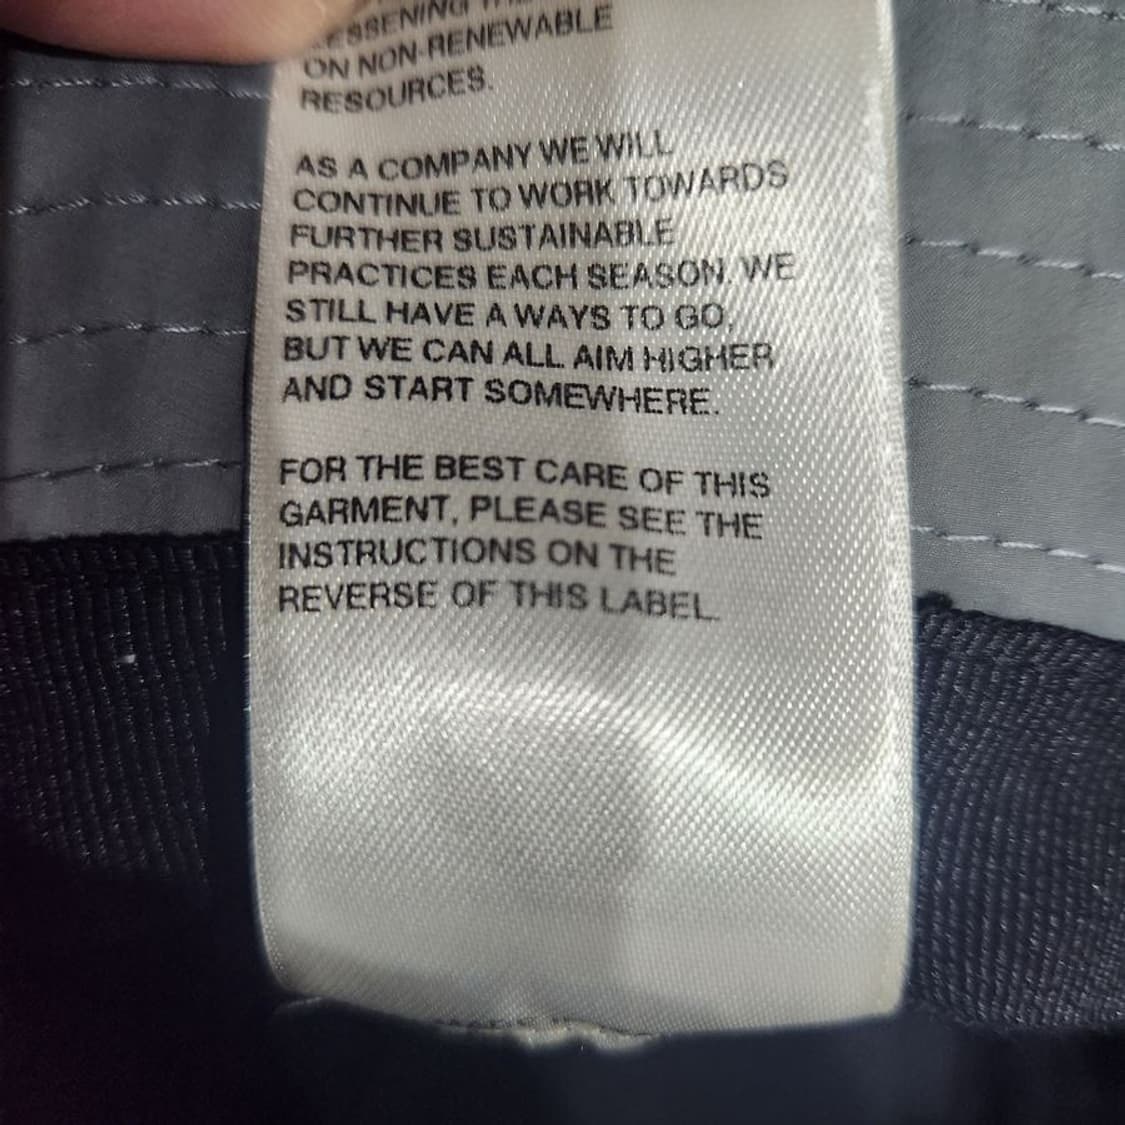 LESSENING
ON NON-RENEWABLE
RESOURCES.
AS A COMPANY WE WILL
CONTINUE TO WORK TOWARDS
FURTHER SUSTAINABLE
PRACTICES EACH SEASON. WE
STILL HAVE A WAYS TO GO,
BUT WE CAN ALL AIM HIGHER
AND START SOMEWHERE.
FOR THE BEST CARE OF THIS
GARMENT, PLEASE SEE THE
INSTRUCTIONS ON THE
REVERSE OF THIS LABEL.